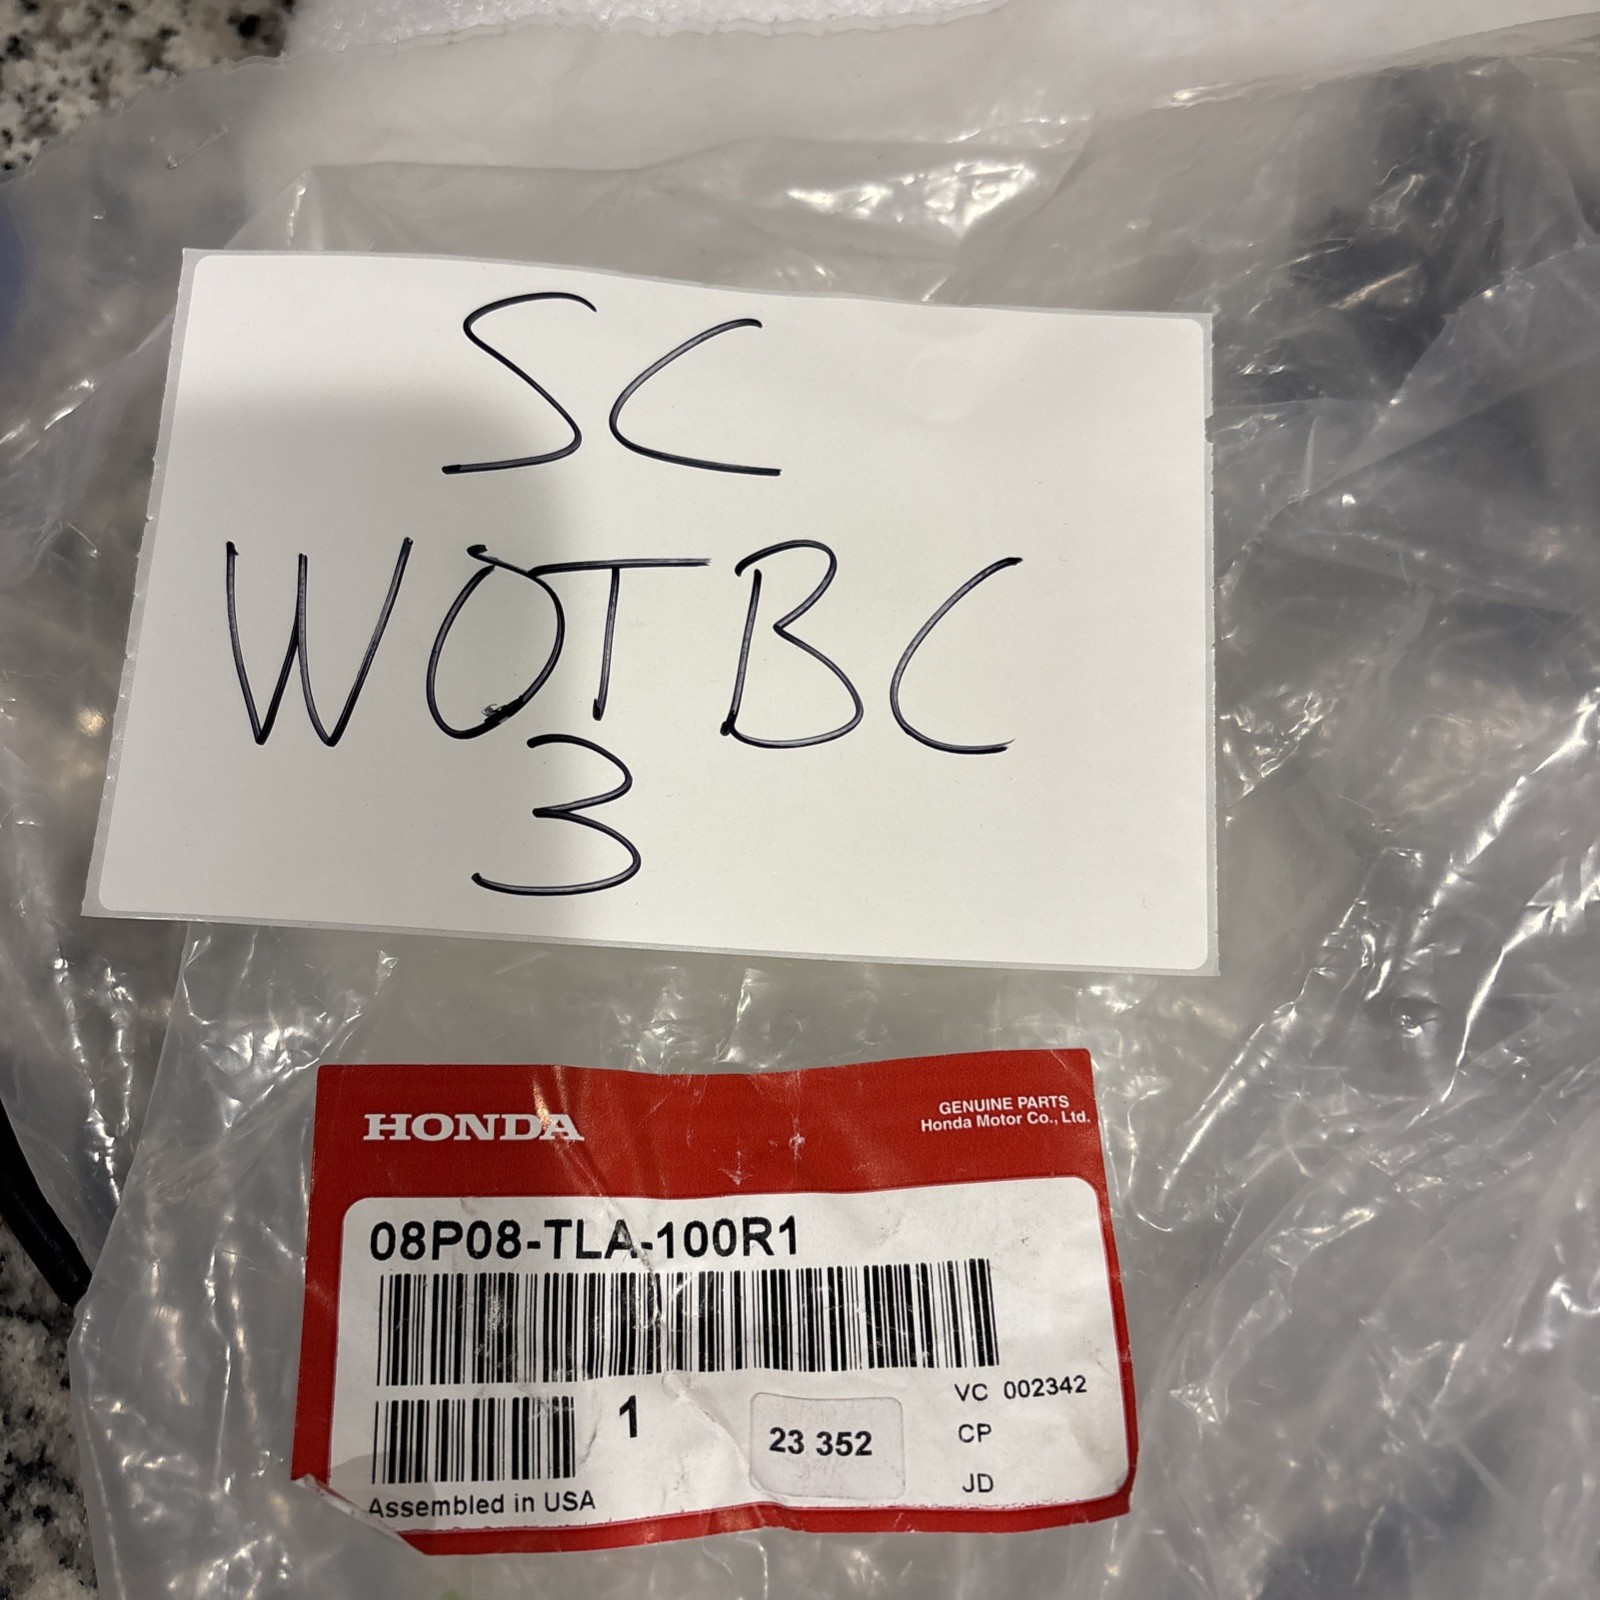 SC
WOTBC
3
HONDA
GENUINE PARTS
Honda Motor Co., Ltd.
08P08-TLA-100R1
1
23 352
VC 002342
CP
JD
Assembled in USA